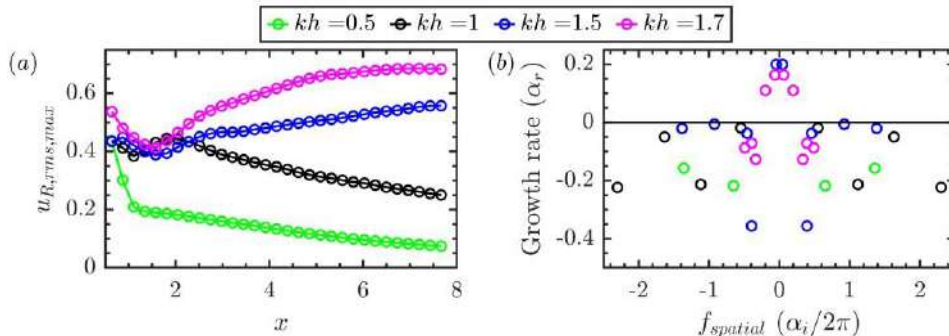 kh = 0.5 kh = 1 kh = 1.5 kh = 1.7
(a)
0.6
0.4
0.2
0
u_{R,rms,max}
2 4 6 8
x
(b)
0.2
0
-0.2
-0.4
Growth rate (α_r)
-2 -1 0 1 2
f_{spatial} (α_i/2π)